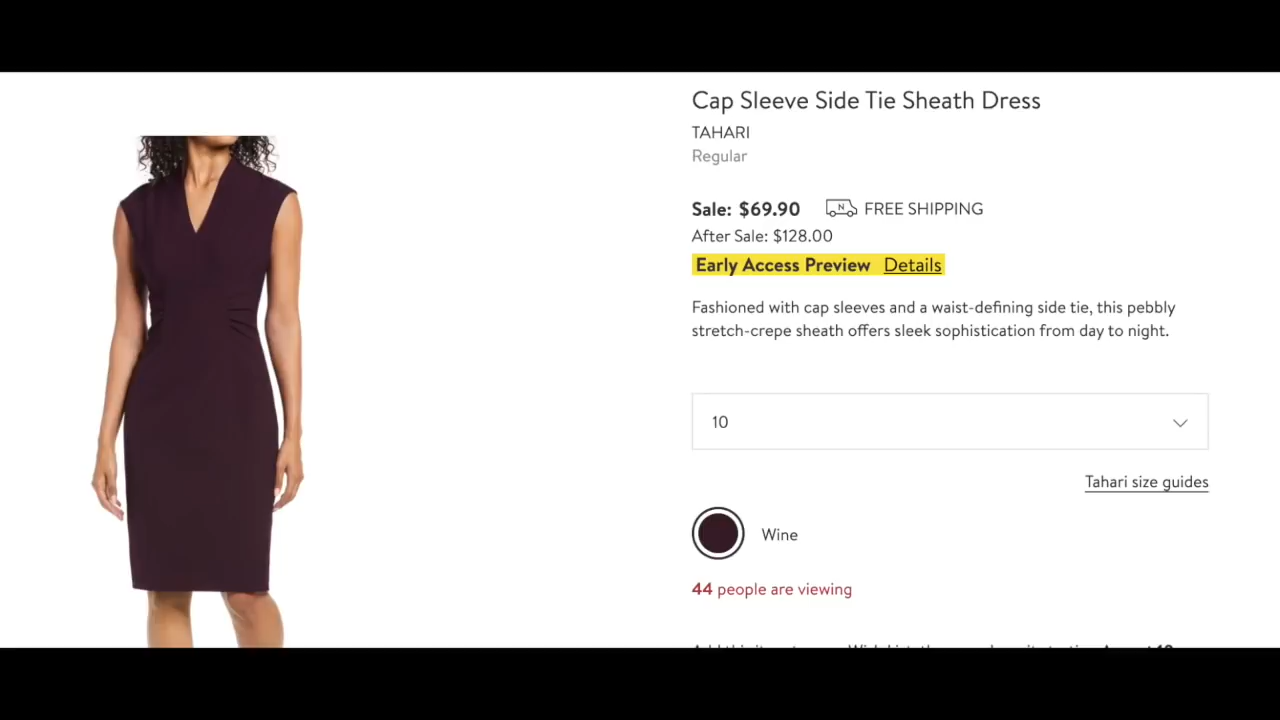 Cap Sleeve Side Tie Sheath Dress
TAHARI
Regular
Sale: $69.90 N FREE SHIPPING
After Sale: $128.00
Early Access Preview Details
Fashioned with cap sleeves and a waist-defining side tie, this pebbly
stretch-crepe sheath offers sleek sophistication from day to night.
10
Tahari size guides
Wine
44 people are viewing